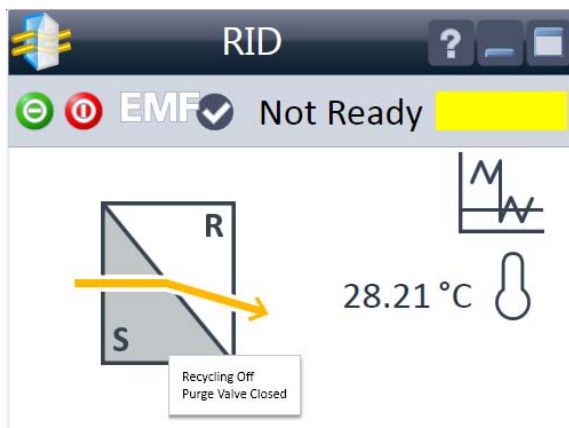 RID
?
EMF Not Ready
R
28.21 °C
S
Recycling Off
Purge Valve Closed